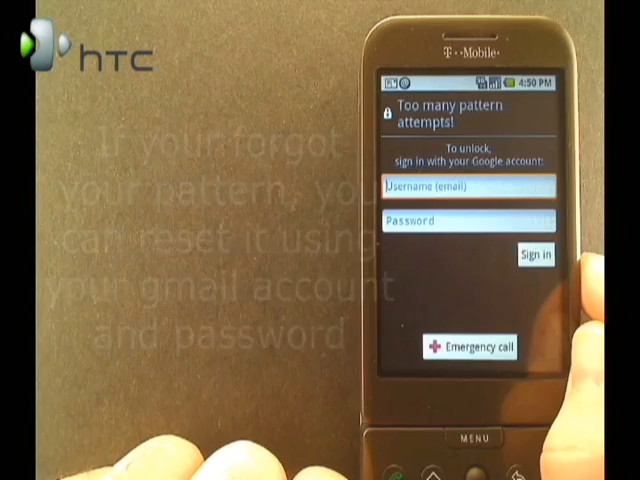 hTC
T··Mobile·
4:50 PM
Too many pattern
attempts!
To unlock,
sign in with your Google account:
Username (email)
Password
Sign in
Emergency call
MENU
If your forgot
your pattern, you
can reset it using
your gmail account
and password